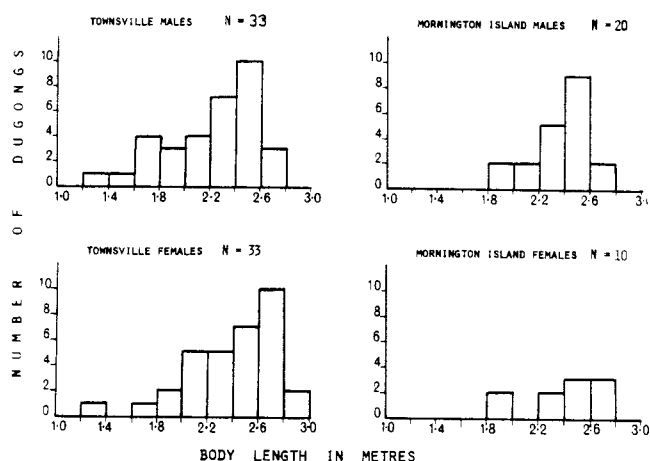 TOWNSVILLE MALES N = 33
MORNINGTON ISLAND MALES N = 20
10
8
6
4
2
0
1·0 1·4 1·8 2·2 2·6 3·0
10
8
6
4
2
0
1·0 1·4 1·8 2·2 2·6 3·0
TOWNSVILLE FEMALES N = 33
MORNINGTON ISLAND FEMALES N = 10
10
8
6
4
2
0
1·0 1·4 1·8 2·2 2·6 3·0
10
8
6
4
2
0
1·0 1·4 1·8 2·2 2·6 3·0
NUMBER OF DUGONGS
BODY LENGTH IN METRES